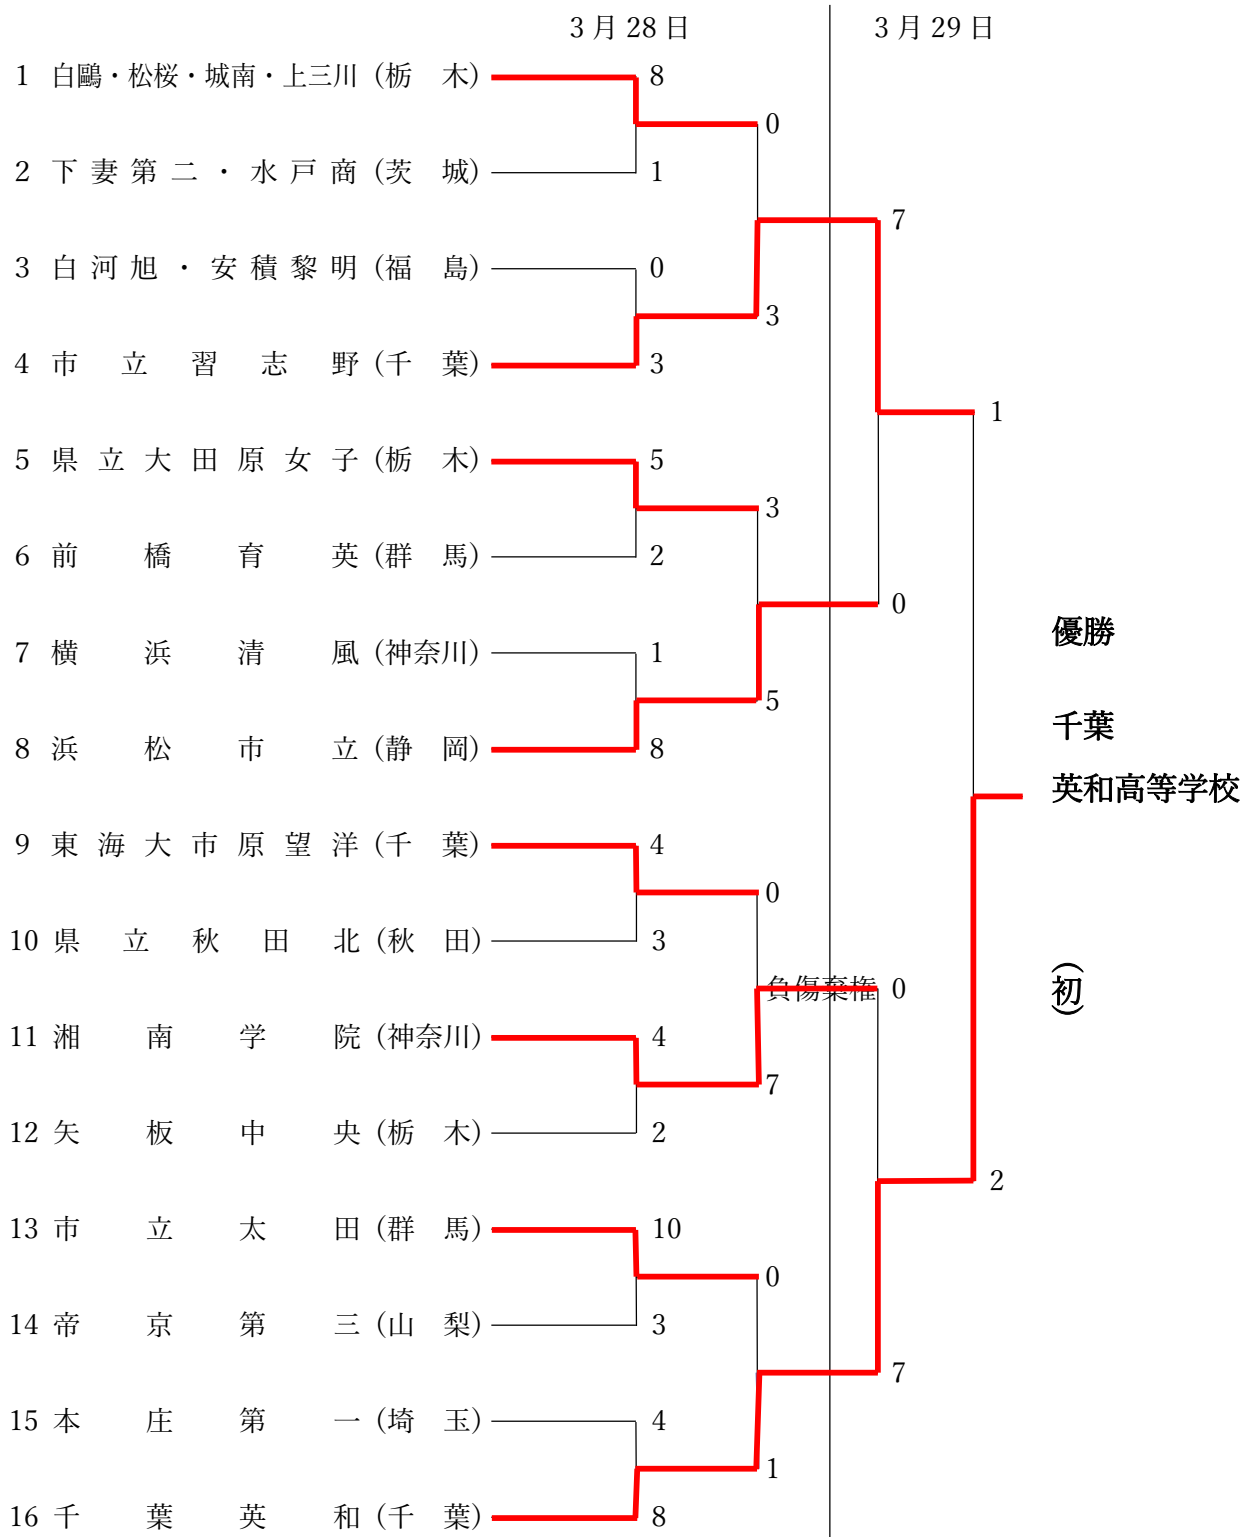 3月28日 3月29日
1 白鷗・松桜・城南・上三川(栃 木) 8
0
2 下妻第二・水戸商(茨 城) 1
7
3 白河旭・安積黎明(福 島) 0
3
4 市立習志野(千 葉) 3
1
5 県立大田原女子(栃 木) 5
3
6 前橋育英(群 馬) 2
0
優勝
7 横浜清風(神奈川) 1
5
千葉
8 浜松市立(静 岡) 8
英和高等学校
9 東海大市原望洋(千 葉) 4
0
10 県立秋田北(秋 田) 3
負傷棄権 0
(初)
11 湘南学院(神奈川) 4
7
12 矢板中央(栃 木) 2
2
13 市立太田(群 馬) 10
0
14 帝京第三(山 梨) 3
7
15 本庄第一(埼 玉) 4
1
16 千葉英和(千 葉) 8